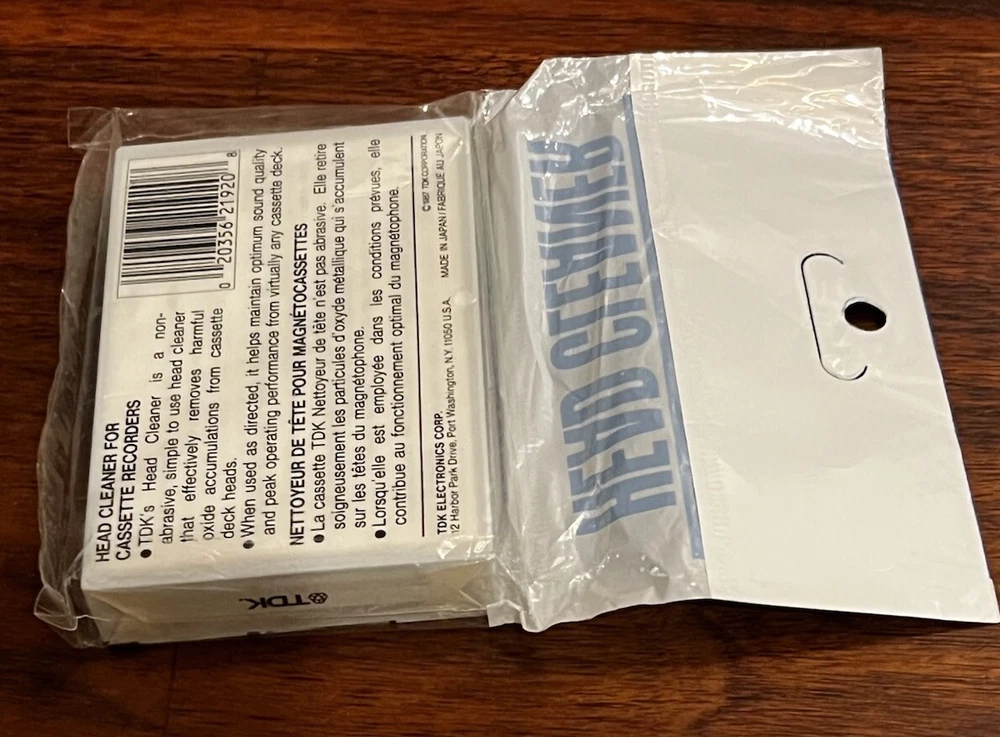 HEAD CLEANER FOR
CASSETTE RECORDERS
● TDK's Head Cleaner is a non-
abrasive, simple to use head cleaner
that effectively removes harmful
oxide accumulations from cassette
deck heads.
● When used as directed, it helps maintain optimum sound quality
and peak operating performance from virtually any cassette deck.
NETTOYEUR DE TÊTE POUR MAGNÉTOCASSETTES
● La cassette TDK Nettoyeur de tête n'est pas abrasive. Elle retire
soigneusement les particules d'oxyde métallique qui s'accumulent
sur les têtes du magnétophone.
● Lorsqu'elle est employée dans les conditions prévues, elle
contribue au fonctionnement optimal du magnétophone.
0 20356 21920 8
© 1987 TDK CORPORATION
TDK ELECTRONICS CORP.
12 Harbor Park Drive, Port Washington, N.Y. 11050 U.S.A.
MADE IN JAPAN / FABRIQUÉ AU JAPON
TDK.
HEAD CLEANER